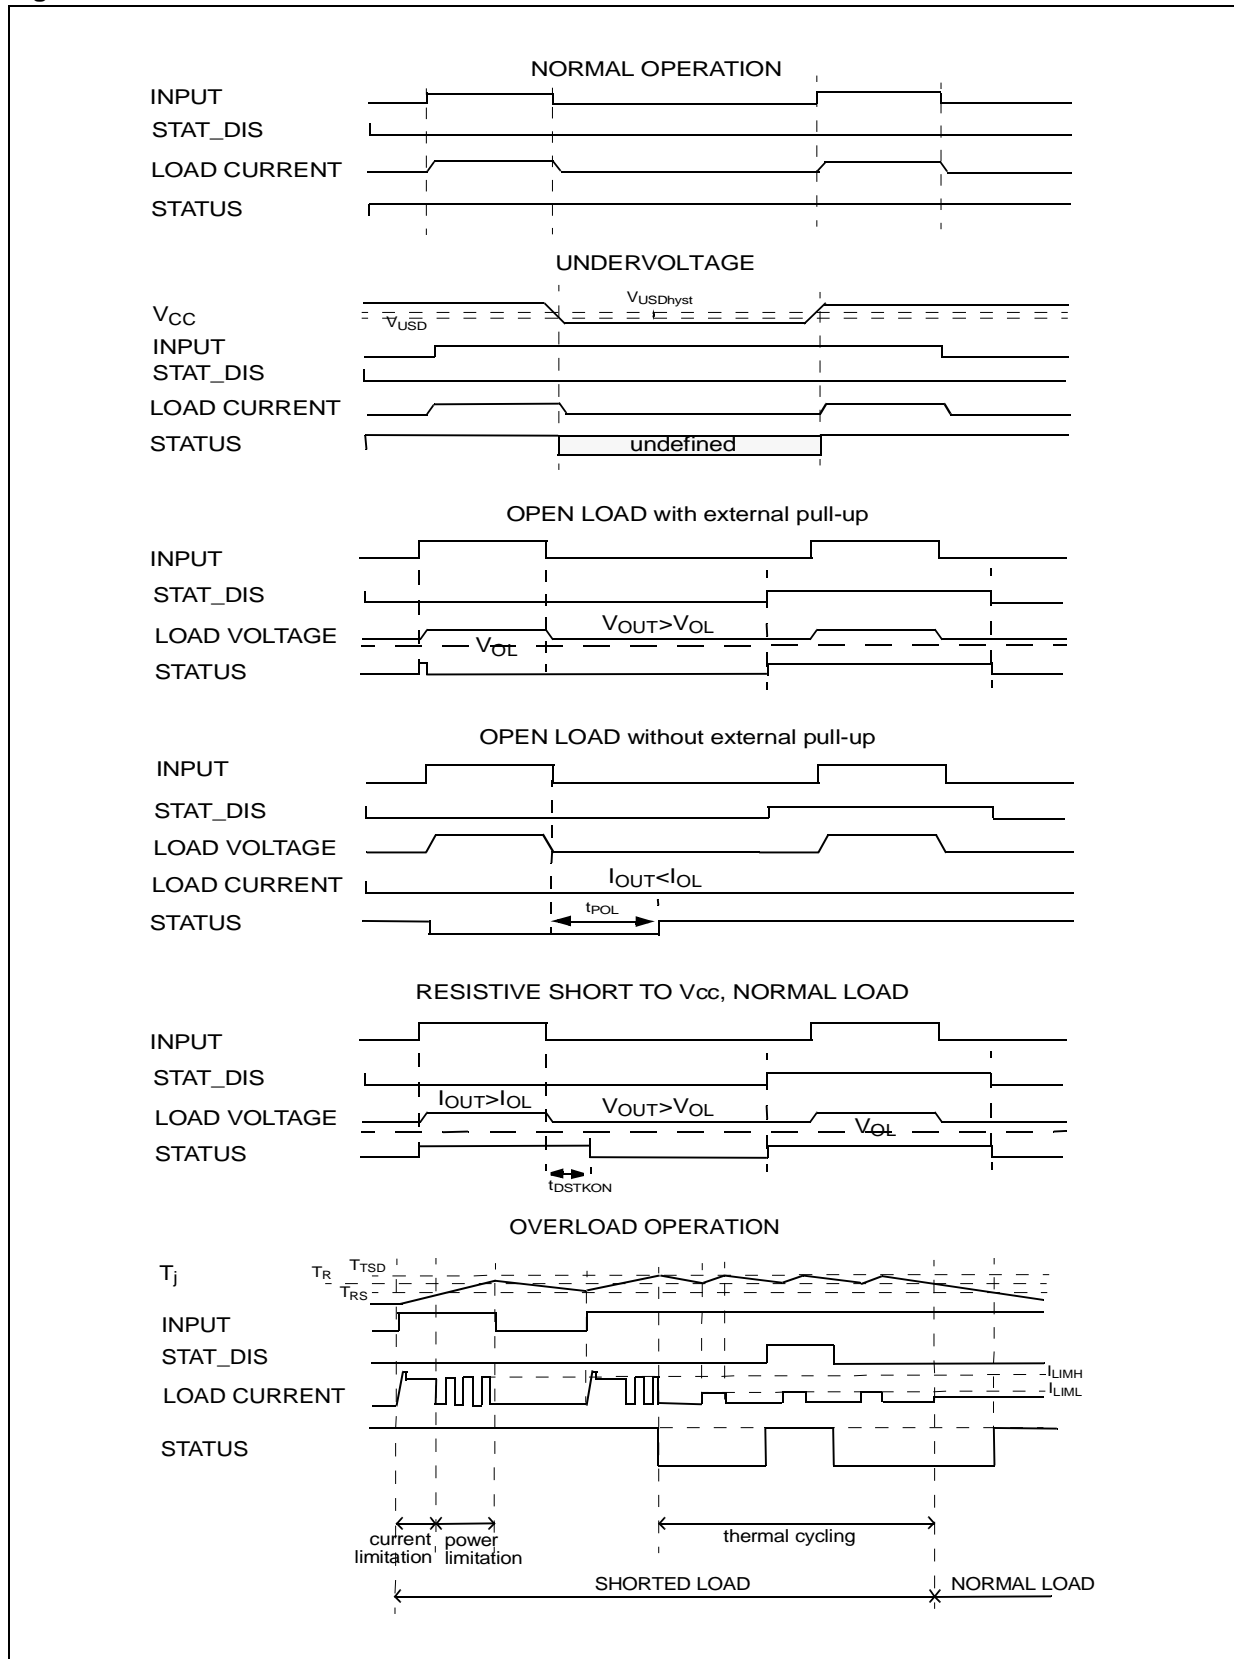 NORMAL OPERATION
INPUT
STAT_DIS
LOAD CURRENT
STATUS
UNDERVOLTAGE
VUSDhyst
VCC
VUSD
INPUT
STAT_DIS
LOAD CURRENT
STATUS
undefined
OPEN LOAD with external pull-up
INPUT
STAT_DIS
LOAD VOLTAGE
VOUT>VOL
VOL
STATUS
OPEN LOAD without external pull-up
INPUT
STAT_DIS
LOAD VOLTAGE
LOAD CURRENT
IOUT<IOL
tPOL
STATUS
RESISTIVE SHORT TO Vcc, NORMAL LOAD
INPUT
STAT_DIS
IOUT>IOL
VOUT>VOL
LOAD VOLTAGE
VOL
STATUS
tDSTKON
OVERLOAD OPERATION
Tj
TR
TTSD
TRS
INPUT
STAT_DIS
LOAD CURRENT
ILIMH
ILIML
STATUS
current limitation
power limitation
thermal cycling
SHORTED LOAD
NORMAL LOAD